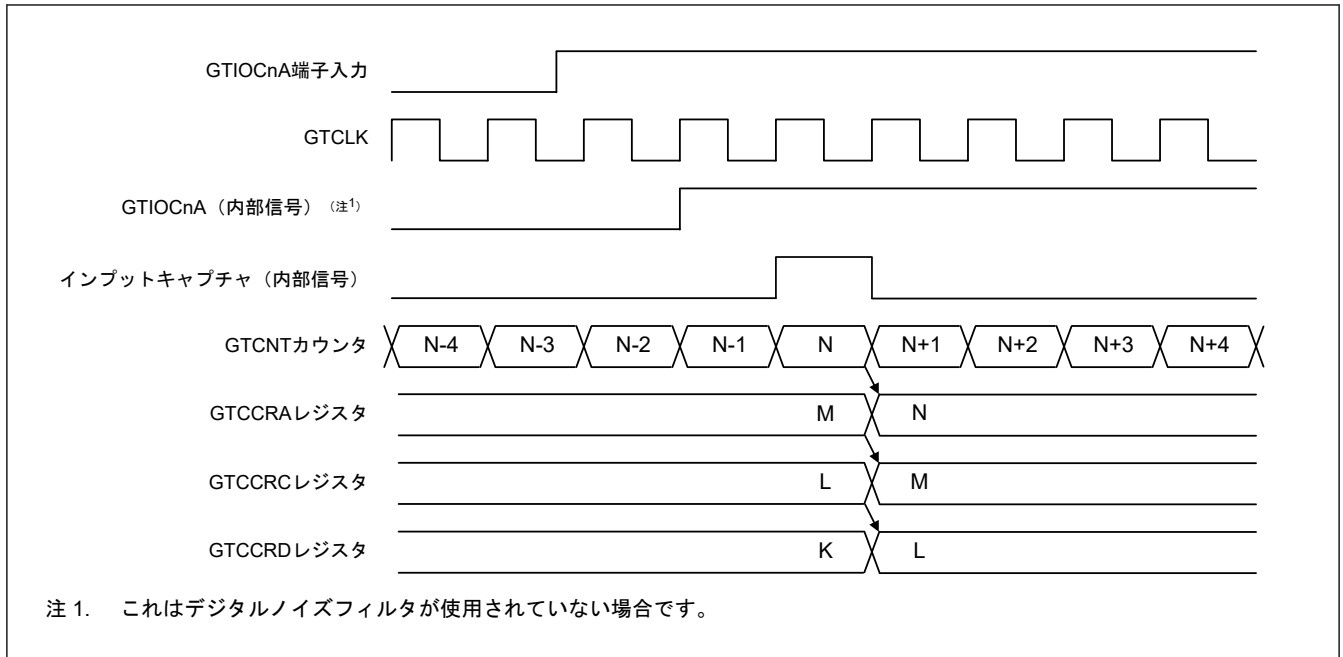 GTIOCnA端子入力
GTCLK
GTIOCnA（内部信号）（注1）
インプットキャプチャ（内部信号）
GTCNTカウンタ N-4 N-3 N-2 N-1 N N+1 N+2 N+3 N+4
GTCCRAレジスタ M N
GTCCRCレジスタ L M
GTCCRDレジスタ K L
注 1. これはデジタルノイズフィルタが使用されていない場合です。